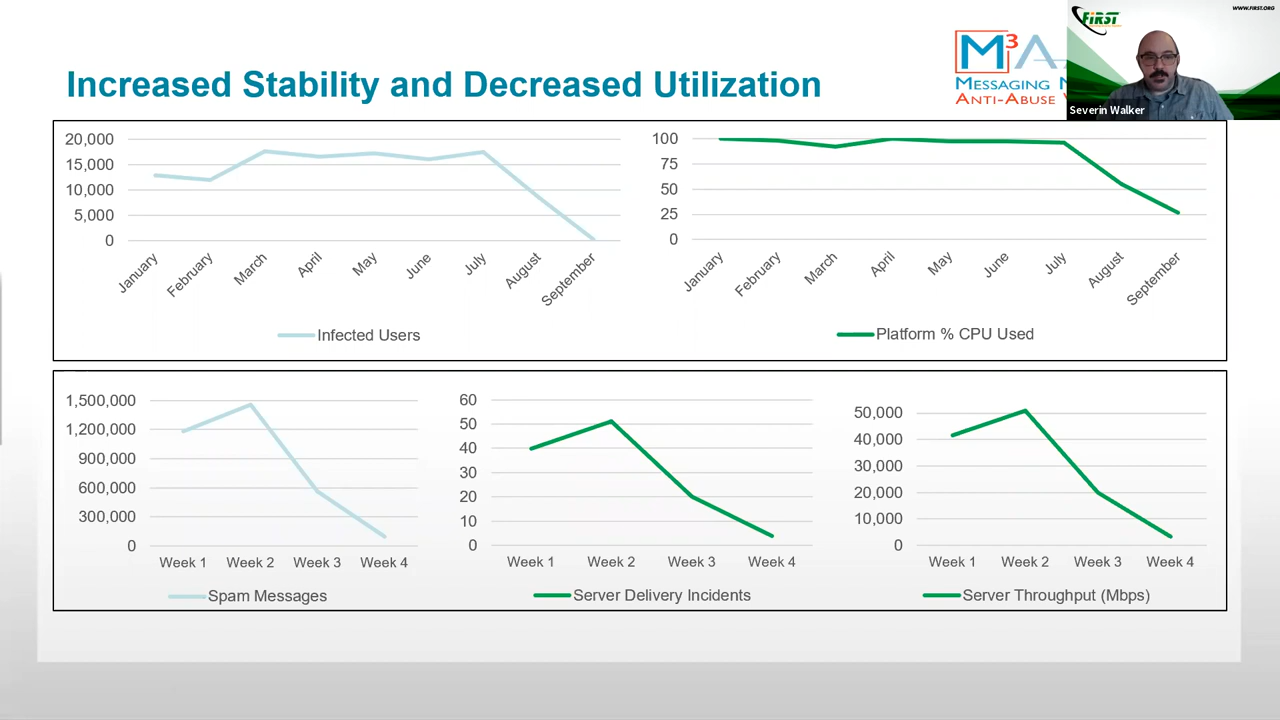 WWW.FIRST.ORG
FIRST
Severin Walker
M3A
MESSAGING
ANTI-ABUSE
Increased Stability and Decreased Utilization
20,000
15,000
10,000
5,000
0
January
February
March
April
May
June
July
August
September
Infected Users
100
75
50
25
0
January
February
March
April
May
June
July
August
September
Platform % CPU Used
1,500,000
1,200,000
900,000
600,000
300,000
0
Week 1 Week 2 Week 3 Week 4
Spam Messages
60
50
40
30
20
10
0
Week 1 Week 2 Week 3 Week 4
Server Delivery Incidents
50,000
40,000
30,000
20,000
10,000
0
Week 1 Week 2 Week 3 Week 4
Server Throughput (Mbps)